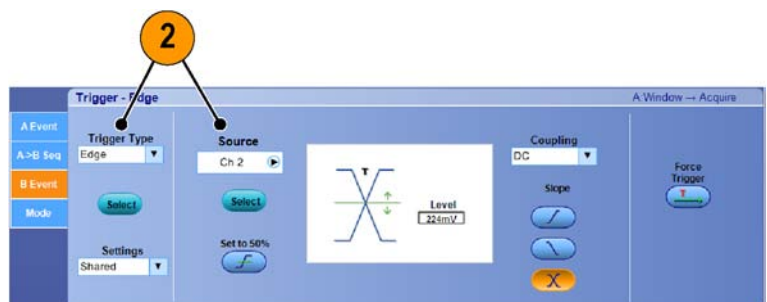 2
Trigger - Edge
A:Window → Acquire
A Event
A->B Seq
B Event
Mode
Trigger Type
Edge
Select
Settings
Shared
Source
Ch 2
Select
Set to 50%
T
Level
224mV
Coupling
DC
Slope
Force
Trigger
T